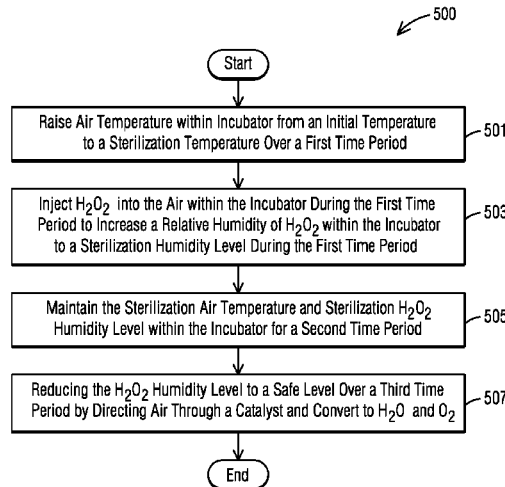 500
Start
Raise Air Temperature within Incubator from an Initial Temperature
to a Sterilization Temperature Over a First Time Period
501
Inject H₂O₂ into the Air within the Incubator During the First Time
Period to Increase a Relative Humidity of H₂O₂ within the Incubator
to a Sterilization Humidity Level During the First Time Period
503
Maintain the Sterilization Air Temperature and Sterilization H₂O₂
Humidity Level within the Incubator for a Second Time Period
505
Reducing the H₂O₂ Humidity Level to a Safe Level Over a Third Time
Period by Directing Air Through a Catalyst and Convert to H₂O and O₂
507
End